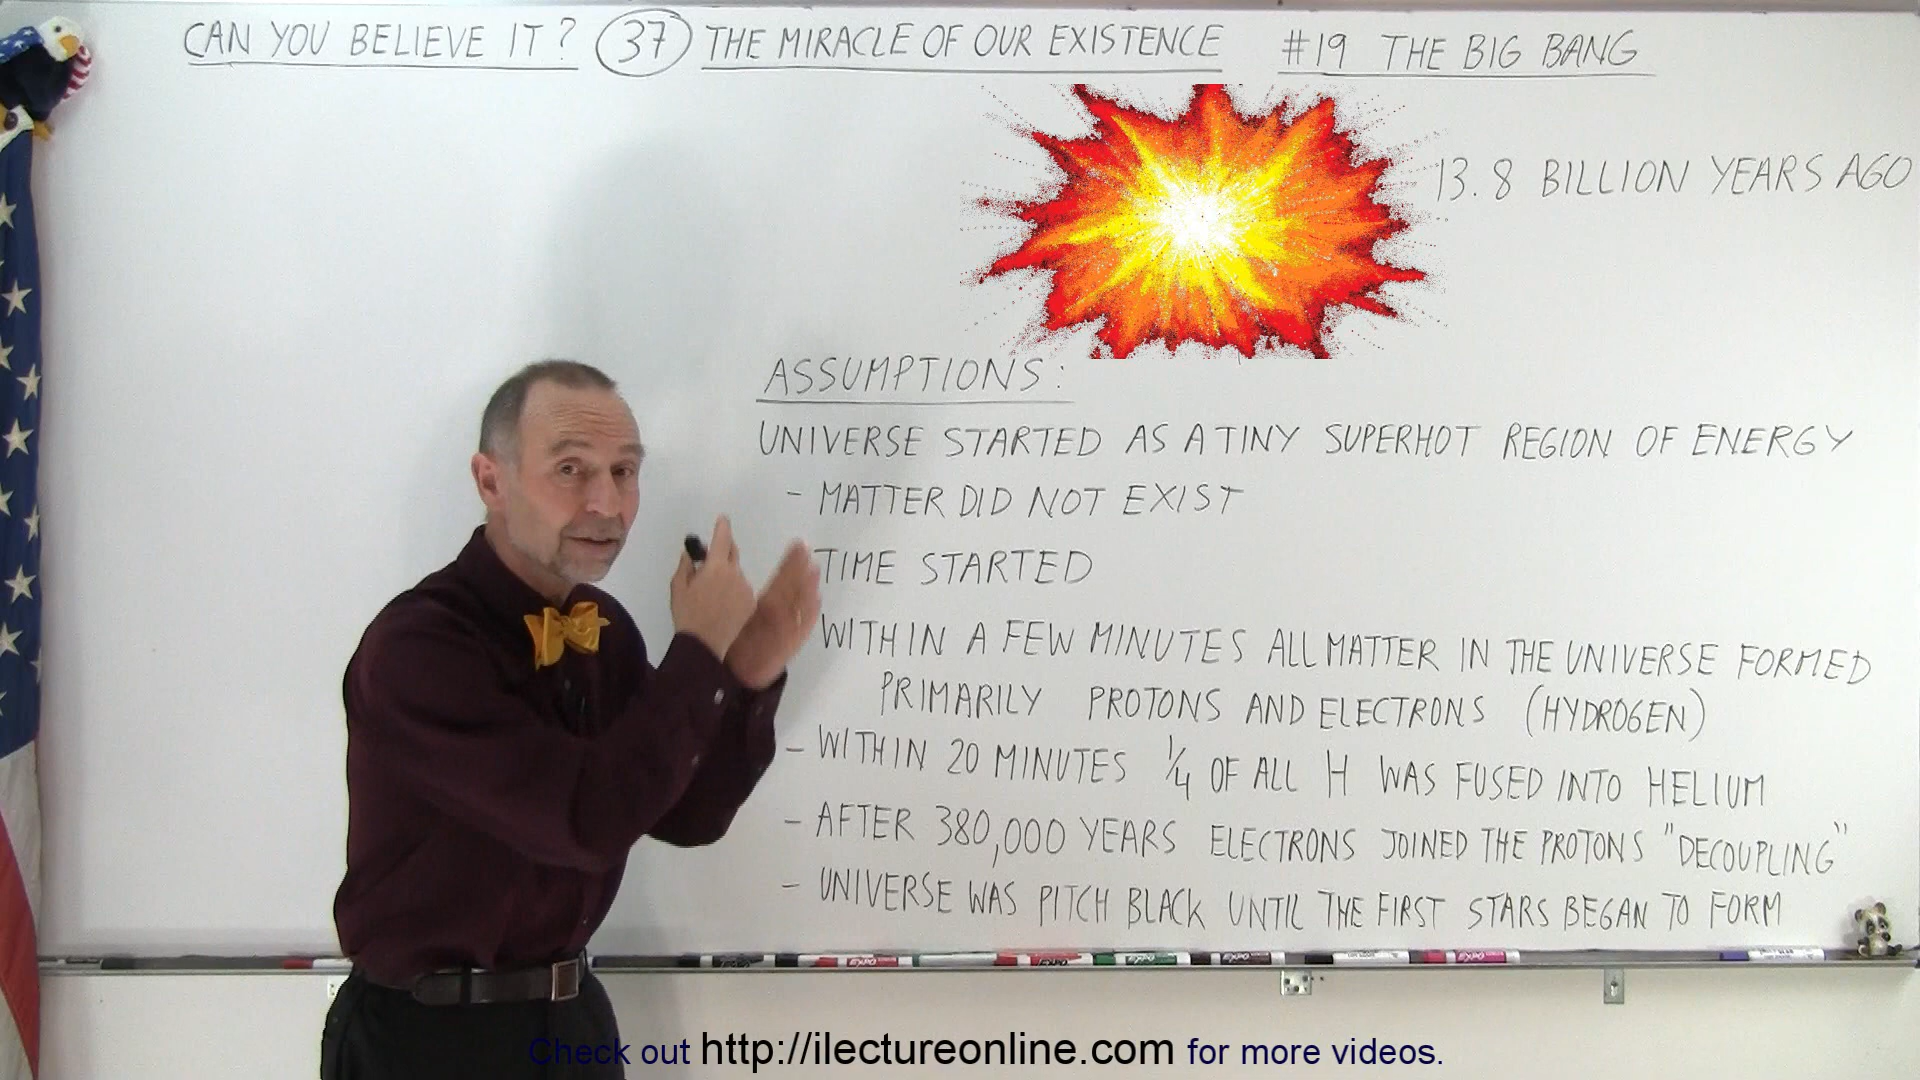 CAN YOU BELIEVE IT? 37 THE MIRACLE OF OUR EXISTENCE #19 THE BIG BANG
13.8 BILLION YEARS AGO
ASSUMPTIONS:
UNIVERSE STARTED AS A TINY SUPERHOT REGION OF ENERGY
- MATTER DID NOT EXIST
TIME STARTED
WITHIN A FEW MINUTES ALL MATTER IN THE UNIVERSE FORMED
PRIMARILY PROTONS AND ELECTRONS (HYDROGEN)
- WITHIN 20 MINUTES 1/4 OF ALL H WAS FUSED INTO HELIUM
- AFTER 380,000 YEARS ELECTRONS JOINED THE PROTONS "DECOUPLING"
- UNIVERSE WAS PITCH BLACK UNTIL THE FIRST STARS BEGAN TO FORM
EXPO
EXPO
Check out http://ilectureonline.com for more videos.